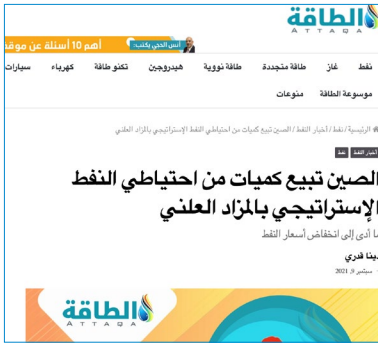 الطاقة
ATTAQA
أنس الحجي يكتب:
أهم 10 أسئلة عن موقف
نفط غاز طاقة متجددة طاقة نووية هيدروجين تكنو طاقة كهرباء سيارات
موسوعة الطاقة منوعات
الرئيسية / نفط / أخبار النفط / الصين تبيع كميات من احتياطي النفط الإستراتيجي بالمزاد العلني
أخبار النفط نفط
الصين تبيع كميات من احتياطي النفط
الإستراتيجي بالمزاد العلني
ما أدى إلى انخفاض أسعار النفط
دينا قدري
سبتمبر 9, 2021
الطاقة
ATTAQA